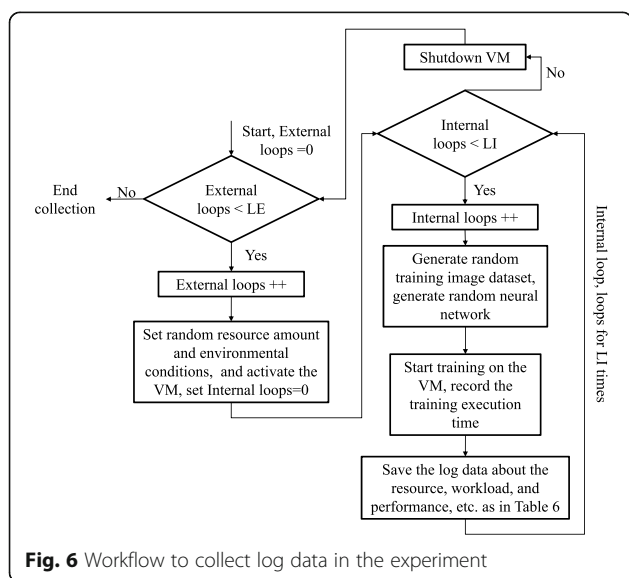 Shutdown VM
No
Start, External
loops =0
Internal
loops < LI
End
collection
No
External
loops < LE
Yes
Internal loops ++
Yes
External loops ++
Generate random
training image dataset,
generate random neural
network
Set random resource amount
and environmental
conditions, and activate the
VM, set Internal loops=0
Start training on the
VM, record the
training execution
time
Save the log data about the
resource, workload, and
performance, etc. as in Table 6
Internal loop, loops for LI times
Fig. 6 Workflow to collect log data in the experiment